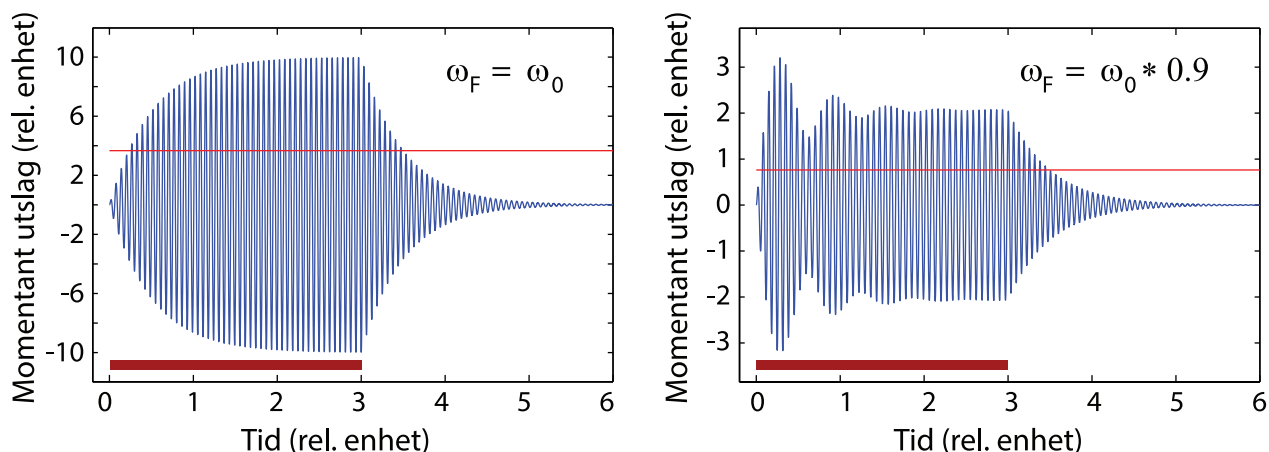 Momentant utslag (rel. enhet)
10
6
2
-2
-6
-10
ω_F = ω_0
0 1 2 3 4 5 6
Tid (rel. enhet)
Momentant utslag (rel. enhet)
3
2
1
0
-1
-2
-3
ω_F = ω_0 * 0.9
0 1 2 3 4 5 6
Tid (rel. enhet)